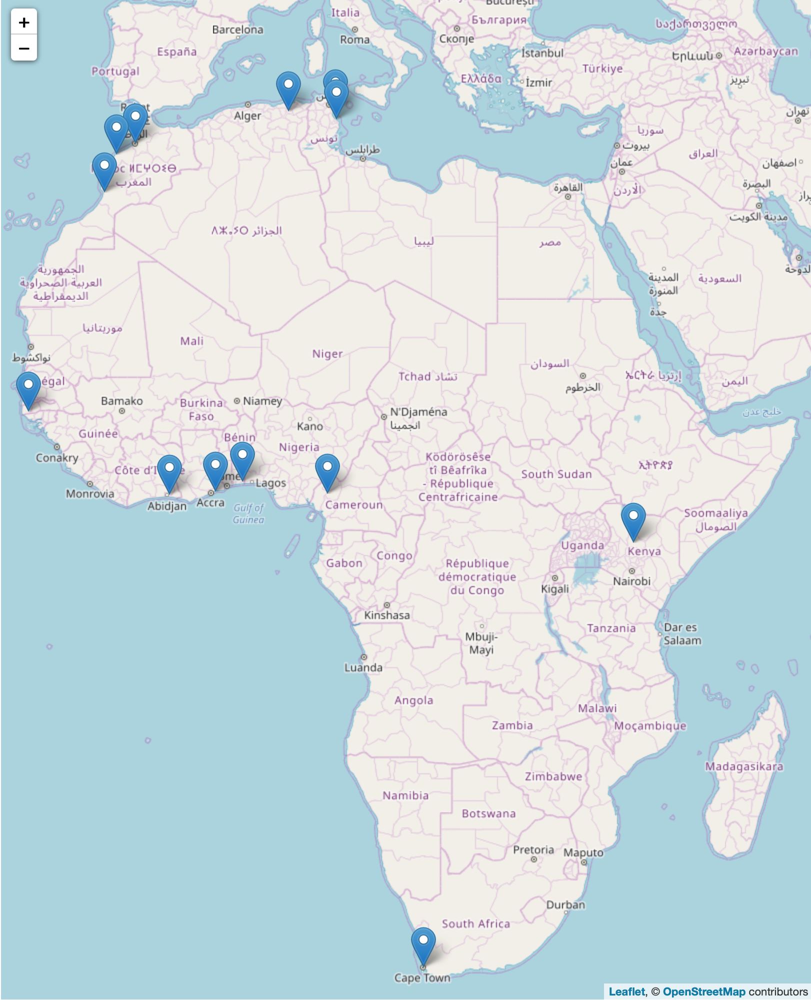 +
−
București
Italia
България
საქართველო
Barcelona
Roma
Скопје
İstanbul
Երևան
Azərbaycan
España
Portugal
Ελλάδα
Türkiye
İzmir
تبریز
تهران
Alger
تونس
سوريا
طرابلس
بيروت
العراق
ⵍⵎⵖⵔⵉⴱ
المغرب
عمان
اصفهان
القاهرة
الأردن
البصرة
مدينة الكويت
ⴷⵣⴰⵢⵔ الجزائر
ليبيا
مصر
الجمهورية
العربية الصحراوية
الديمقراطية
المدينة
المنورة
السعودية
جدة
موريتانيا
Mali
Niger
نواكشوط
السودان
Tchad تشاد
ኤርትራ إرتريا
اليمن
الخرطوم
Bamako
Burkina
Faso
Niamey
N'Djaména
انجمينا
خليج عدن
Kano
Guinée
Bénin
Nigeria
Conakry
Ködörösêse
tî Bêafrîka
- République
Centrafricaine
South Sudan
ኢትዮጵያ
Lagos
Monrovia
Abidjan
Accra
Gulf of
Guinea
Cameroun
Soomaaliya
الصومال
Uganda
Kenya
Gabon
Congo
République
démocratique
du Congo
Kigali
Nairobi
Kinshasa
Tanzania
Dar es
Salaam
Mbuji-
Mayi
Luanda
Angola
Malawi
Zambia
Moçambique
Madagasikara
Zimbabwe
Namibia
Botswana
Pretoria
Maputo
Durban
South Africa
Cape Town
Leaflet, © OpenStreetMap contributors